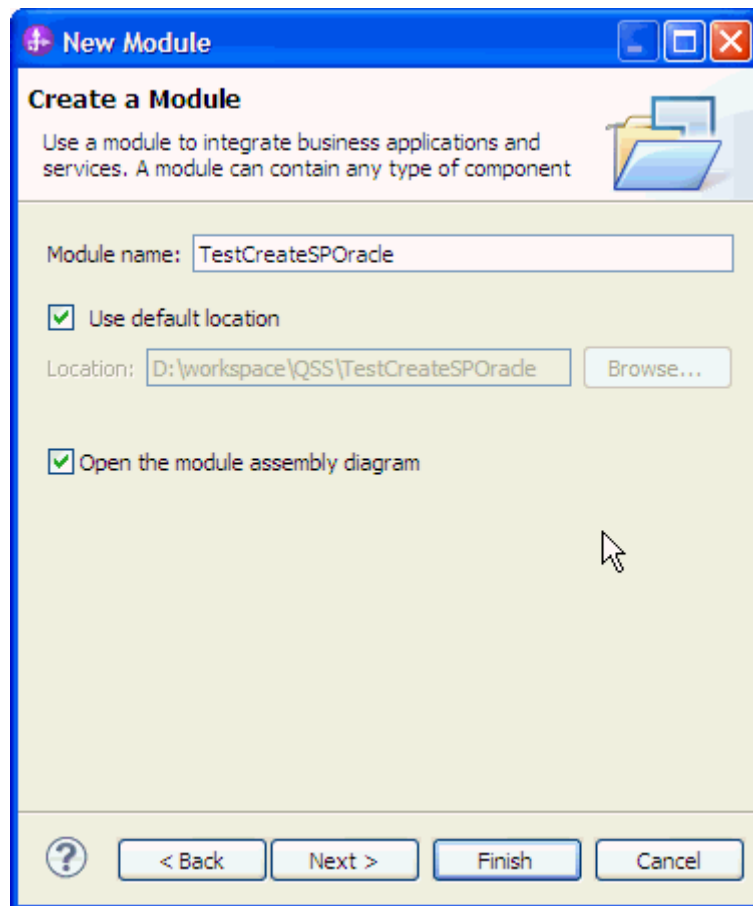 New Module
Create a Module
Use a module to integrate business applications and
services. A module can contain any type of component
Module name: TestCreateSPOracle
Use default location
Location: D:\workspace\QSS\TestCreateSPOracle Browse...
Open the module assembly diagram
? < Back Next > Finish Cancel